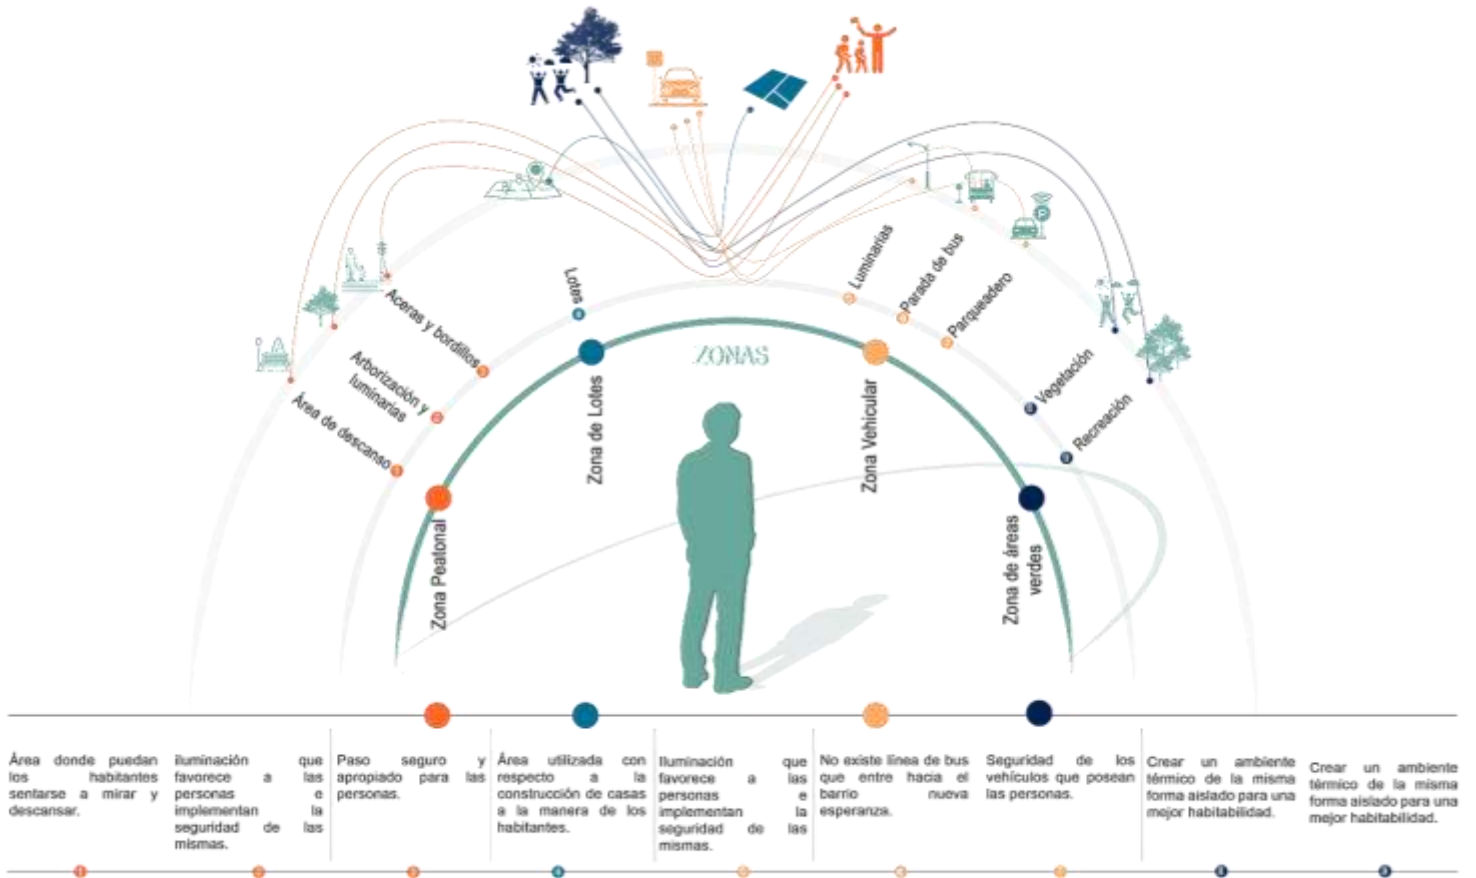 ZONAS
Lotes
Luminarias
Parada de bus
Parqueadero
Aceras y bordillos
Arborización y
luminarias
Área de descanso
Vegetación
Recreación
Zona Peatonal
Zona de Lotes
Zona Vehicular
Zona de áreas
verdes
Área donde puedan
los habitantes
sentarse a mirar y
descansar.
iluminación que
favorece a las
personas e
implementan la
seguridad de las
mismas.
Paso seguro y
apropiado para las
personas.
Área utilizada con
respecto a la
construcción de casas
a la manera de los
habitantes.
Iluminación que
favorece a las
personas e
implementan la
seguridad de las
mismas.
No existe línea de bus
que entre hacia el
barrio nueva
esperanza.
Seguridad de los
vehículos que posean
las personas.
Crear un ambiente
térmico de la misma
forma aislado para una
mejor habitabilidad.
Crear un ambiente
térmico de la misma
forma aislado para una
mejor habitabilidad.